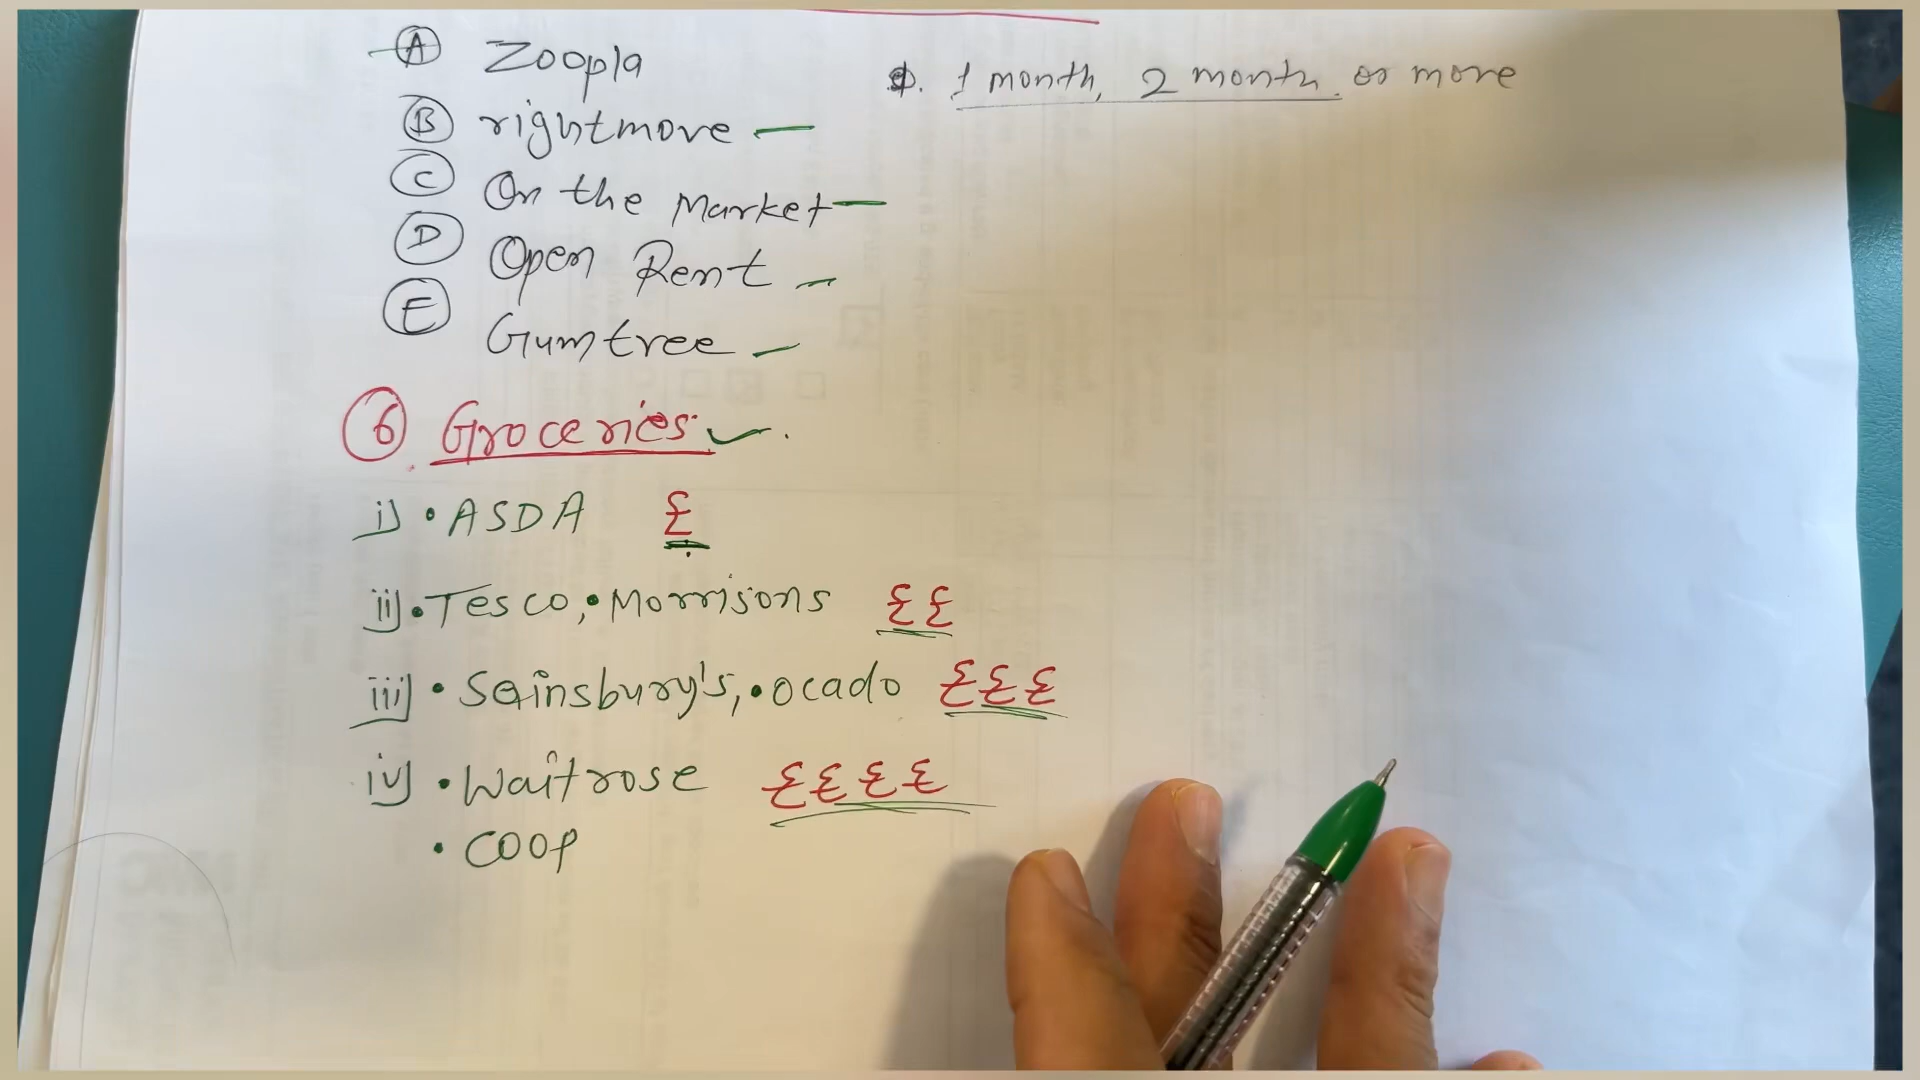 A Zoopla
$. 1 month, 2 month or more
B rightmove —
C On the Market —
D Open Rent —
E Gumtree —
6 Groceries ✓.
i) • ASDA £
ii) • Tesco, • Morrisons ££
iii) • Sainsbury's, • ocado £££
iv) • Waitrose ££££
• COOP